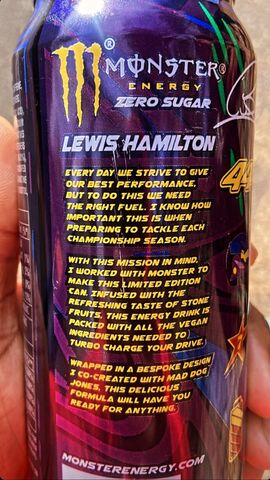 MONSTER®
ENERGY
ZERO SUGAR
LEWIS HAMILTON
EVERY DAY WE STRIVE TO GIVE
OUR BEST PERFORMANCE,
BUT TO DO THIS WE NEED
THE RIGHT FUEL. I KNOW HOW
IMPORTANT THIS IS WHEN
PREPARING TO TACKLE EACH
CHAMPIONSHIP SEASON.
WITH THIS MISSION IN MIND,
I WORKED WITH MONSTER TO
MAKE THIS LIMITED EDITION
CAN. INFUSED WITH THE
REFRESHING TASTE OF STONE
FRUITS, THIS ENERGY DRINK IS
PACKED WITH ALL THE VEGAN
INGREDIENTS NEEDED TO
TURBO CHARGE YOUR DRIVE.
WRAPPED IN A BESPOKE DESIGN
I CO-CREATED WITH MAD DOG
JONES, THIS DELICIOUS
FORMULA WILL HAVE YOU
READY FOR ANYTHING.
MONSTERENERGY.COM
44